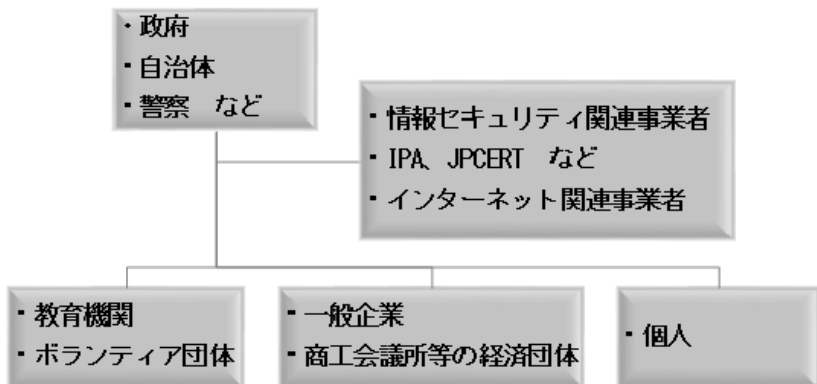 ・政府
・自治体
・警察　など
・情報セキュリティ関連事業者
・IPA、JPCERT　など
・インターネット関連事業者
・教育機関
・ボランティア団体
・一般企業
・商工会議所等の経済団体
・個人